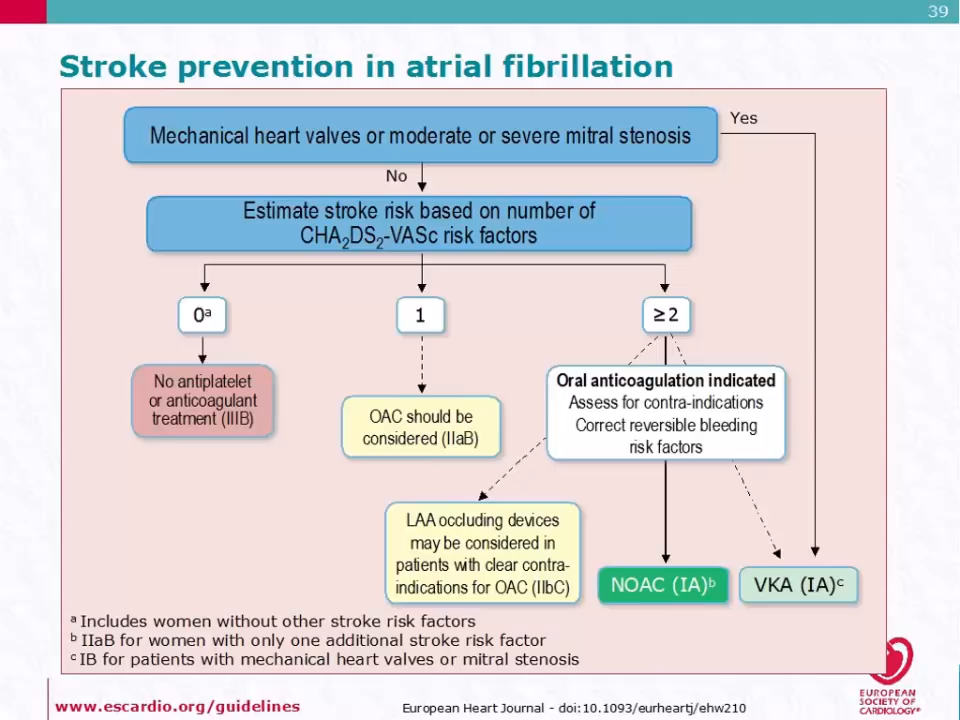 39
Stroke prevention in atrial fibrillation
Mechanical heart valves or moderate or severe mitral stenosis
Yes
No
Estimate stroke risk based on number of
CHA₂DS₂-VASc risk factors
0ᵃ
1
≥2
No antiplatelet
or anticoagulant
treatment (IIIB)
OAC should be
considered (IIaB)
Oral anticoagulation indicated
Assess for contra-indications
Correct reversible bleeding
risk factors
LAA occluding devices
may be considered in
patients with clear contra-
indications for OAC (IIbC)
NOAC (IA)ᵇ
VKA (IA)ᶜ
ᵃ Includes women without other stroke risk factors
ᵇ IIaB for women with only one additional stroke risk factor
ᶜ IB for patients with mechanical heart valves or mitral stenosis
www.escardio.org/guidelines
European Heart Journal - doi:10.1093/eurheartj/ehw210
EUROPEAN
SOCIETY OF
CARDIOLOGY®